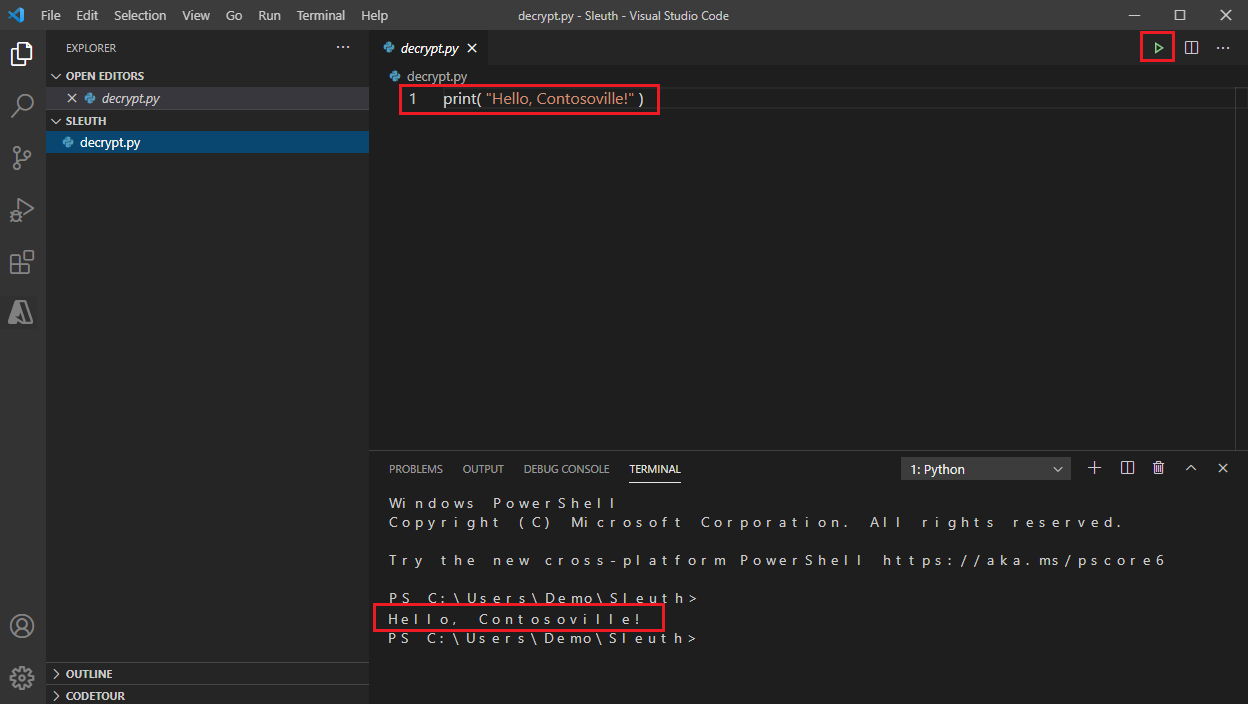 File Edit Selection View Go Run Terminal Help decrypt.py - Sleuth - Visual Studio Code
EXPLORER
OPEN EDITORS
decrypt.py
SLEUTH
decrypt.py
OUTLINE
CODETOUR
decrypt.py
decrypt.py
1 print( "Hello, Contosoville!" )
PROBLEMS OUTPUT DEBUG CONSOLE TERMINAL 1: Python
Windows PowerShell
Copyright (C) Microsoft Corporation. All rights reserved.
Try the new cross-platform PowerShell https://aka.ms/pscore6
PS C:\Users\Demo\Sleuth>
Hello, Contosoville!
PS C:\Users\Demo\Sleuth>